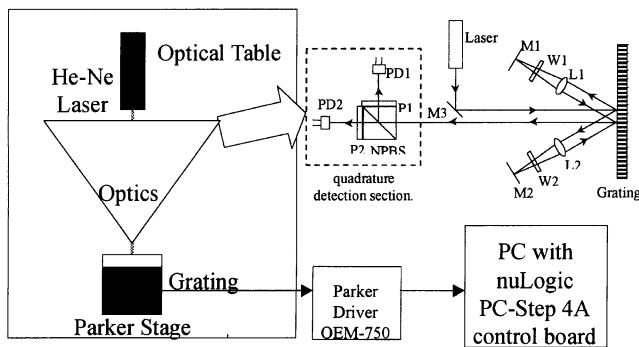 Optical Table
He-Ne
Laser
Optics
Grating
Parker Stage
Laser
PD1
PD2
P1
P2
NPBS
M3
quadrature
detection section.
M1
W1
L1
M2
W2
L2
Grating
Parker
Driver
OEM-750
PC with
nuLogic
PC-Step 4A
control board